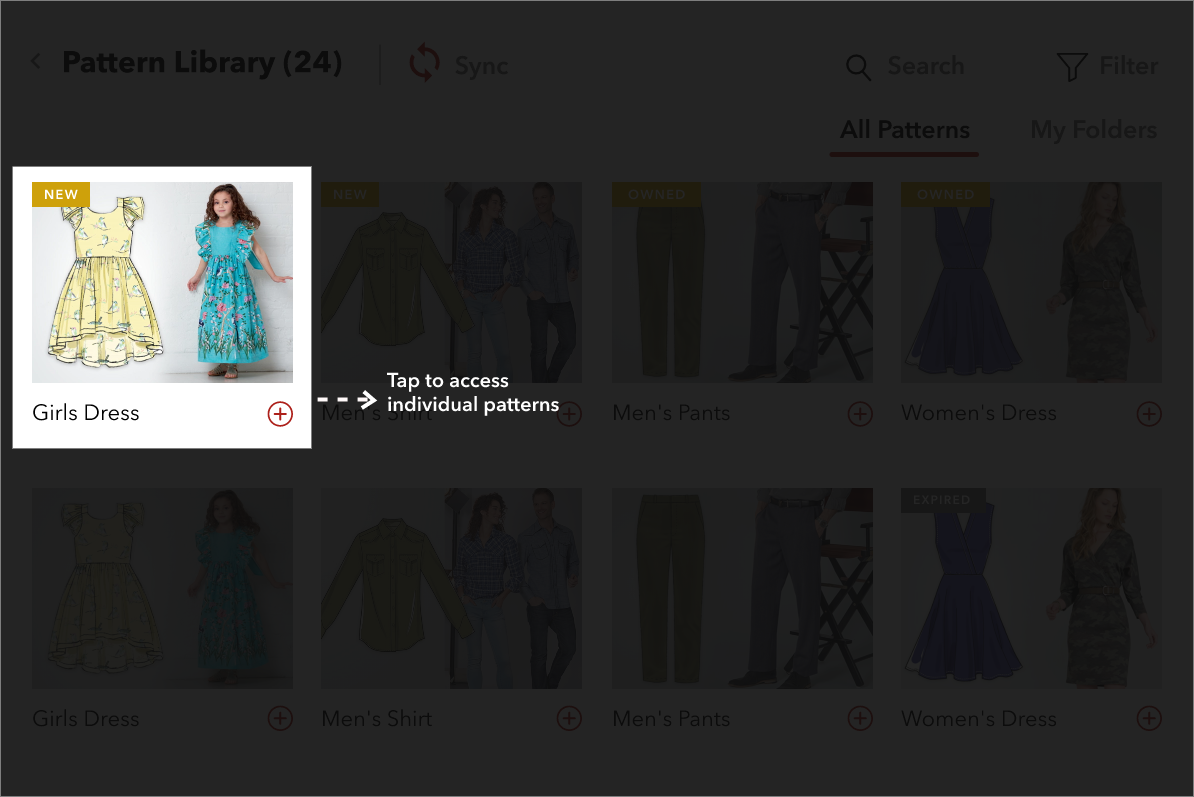 Pattern Library (24)
Sync
Search
Filter
All Patterns
My Folders
NEW
NEW
OWNED
OWNED
Tap to access
individual patterns
Girls Dress
Men's Shirt
Men's Pants
Women's Dress
EXPIRED
Girls Dress
Men's Shirt
Men's Pants
Women's Dress